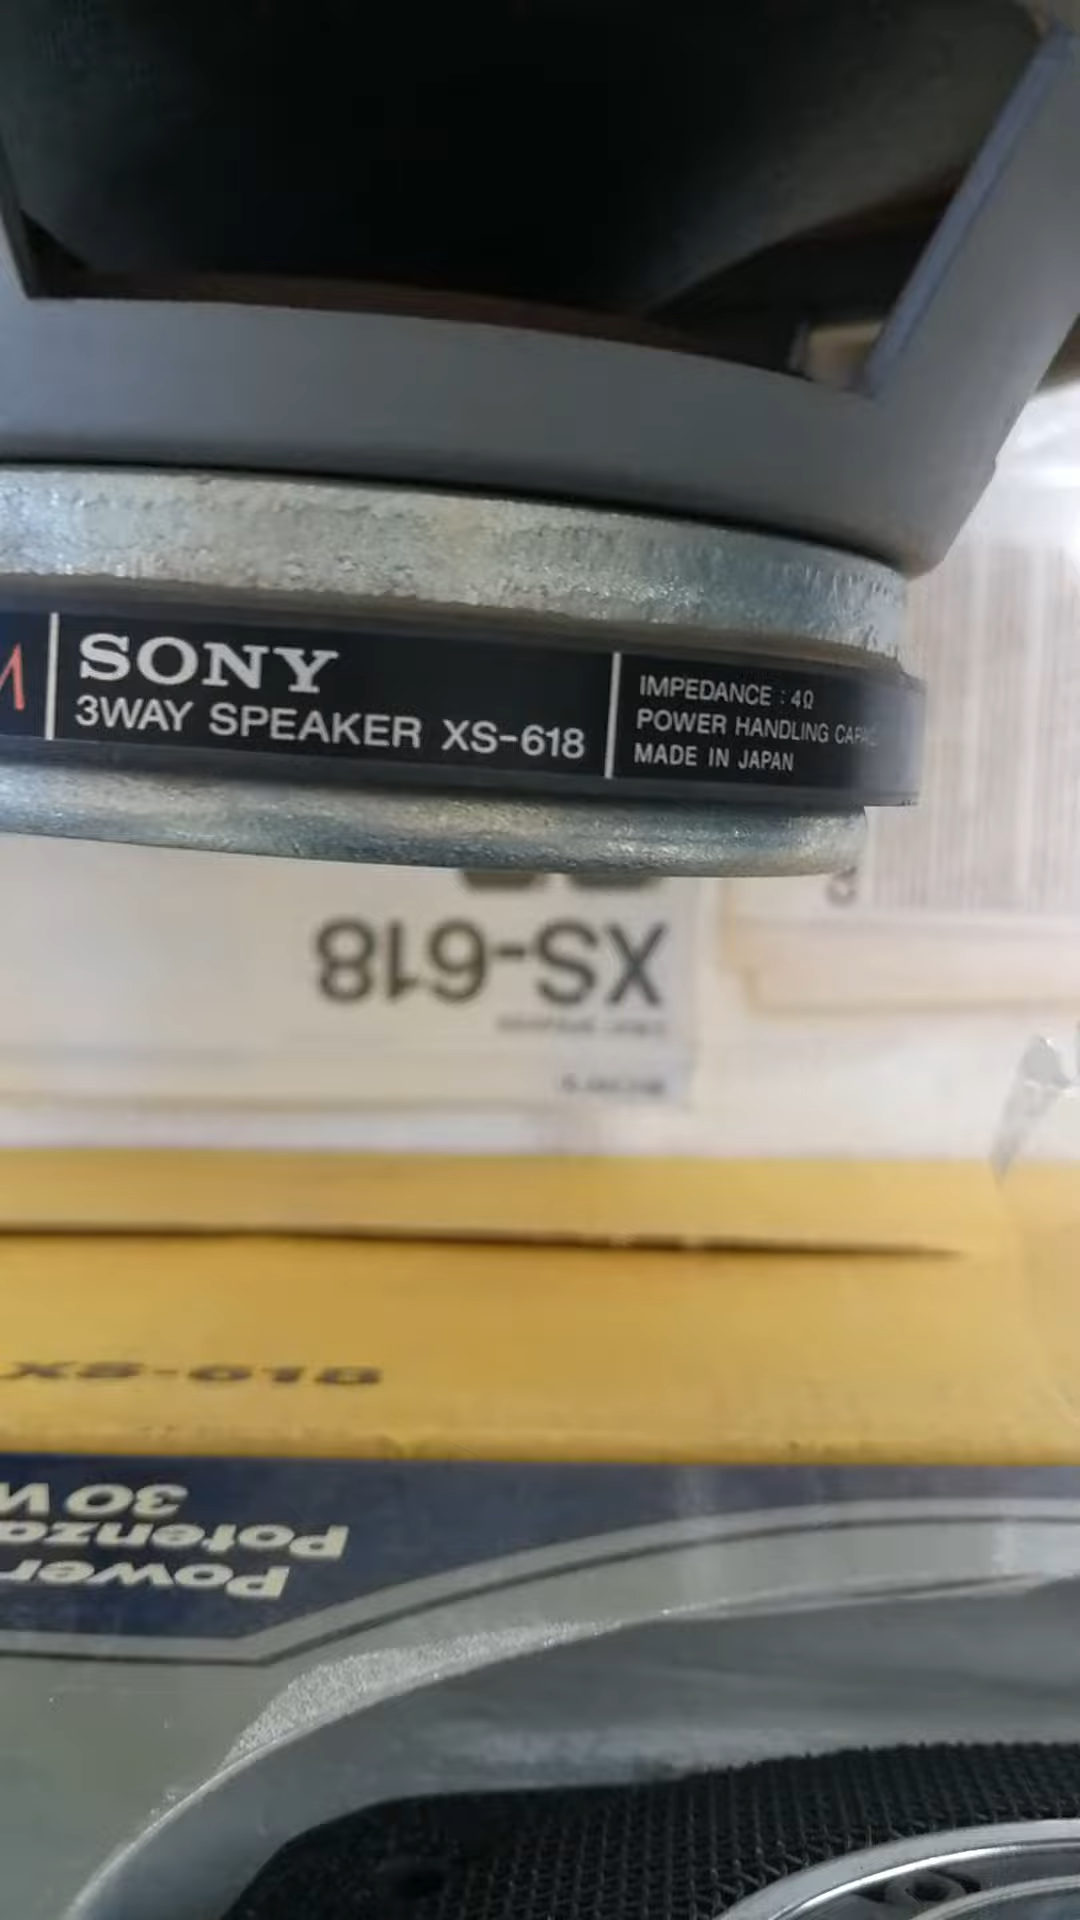 SONY
3WAY SPEAKER XS-618
IMPEDANCE : 4Ω
POWER HANDLING
MADE IN JAPAN
XS-618
XS-618
Power
Potenza
30 W